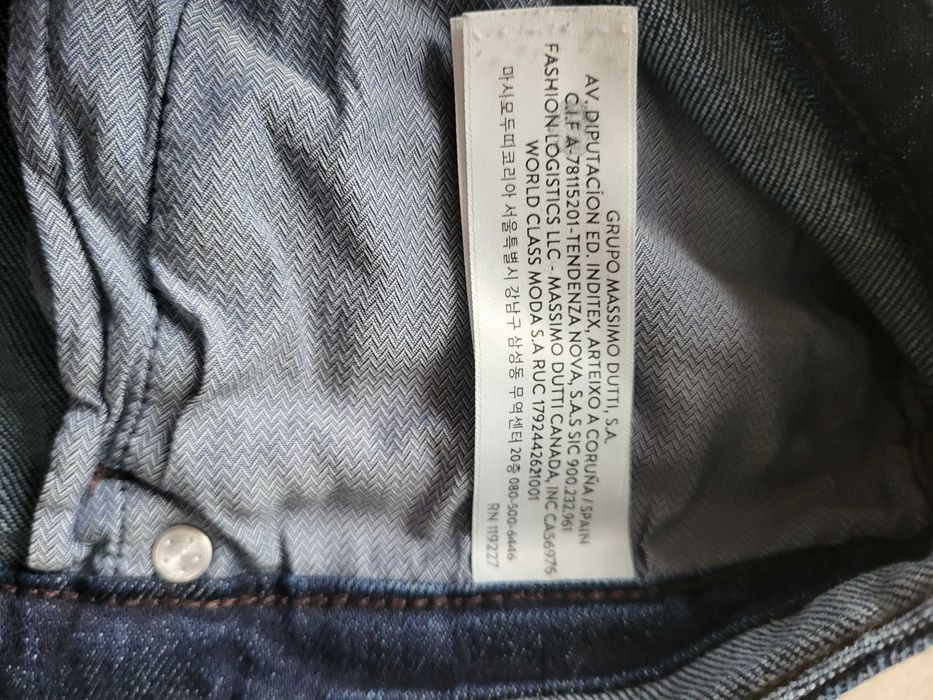 GRUPO MASSIMO DUTTI, S.A.
AV. DIPUTACÍON ED. INDITEX, ARTEIXO A CORUÑA / SPAIN
C.I.F A-78115201-TENDENZA NOVA, S.A.S SIC 900.232.961
FASHION LOGISTICS LLC - MASSIMO DUTTI CANADA, INC CA56976
WORLD CLASS MODA S.A RUC 1792442621001
마시모두띠코리아 서울특별시 강남구 삼성동 무역센터 20층 080-500-6446
RN 119227